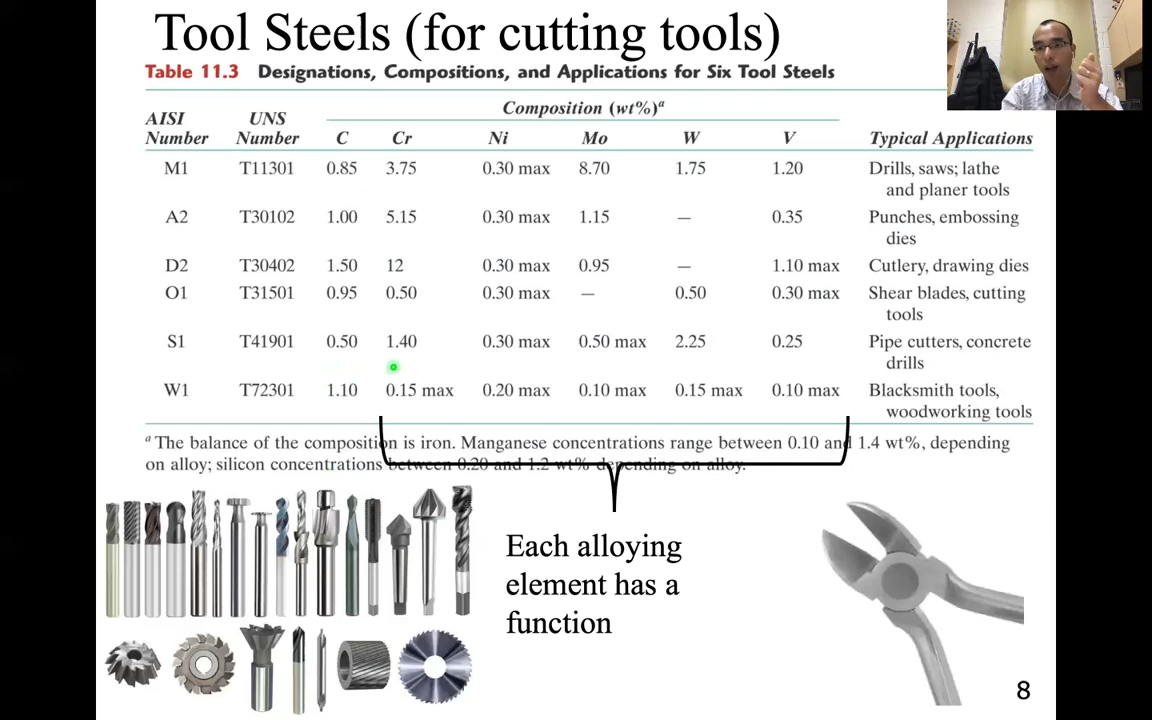 Tool Steels (for cutting tools)
Table 11.3 Designations, Compositions, and Applications for Six Tool Steels
AISI Number UNS Number Composition (wt%)a
C Cr Ni Mo W V Typical Applications
M1 T11301 0.85 3.75 0.30 max 8.70 1.75 1.20 Drills, saws; lathe
and planer tools
A2 T30102 1.00 5.15 0.30 max 1.15 — 0.35 Punches, embossing
dies
D2 T30402 1.50 12 0.30 max 0.95 — 1.10 max Cutlery, drawing dies
O1 T31501 0.95 0.50 0.30 max — 0.50 0.30 max Shear blades, cutting
tools
S1 T41901 0.50 1.40 0.30 max 0.50 max 2.25 0.25 Pipe cutters, concrete
drills
W1 T72301 1.10 0.15 max 0.20 max 0.10 max 0.15 max 0.10 max Blacksmith tools,
woodworking tools
a The balance of the composition is iron. Manganese concentrations range between 0.10 and 1.4 wt%, depending
on alloy; silicon concentrations between 0.20 and 1.2 wt% depending on alloy.
Each alloying
element has a
function
8